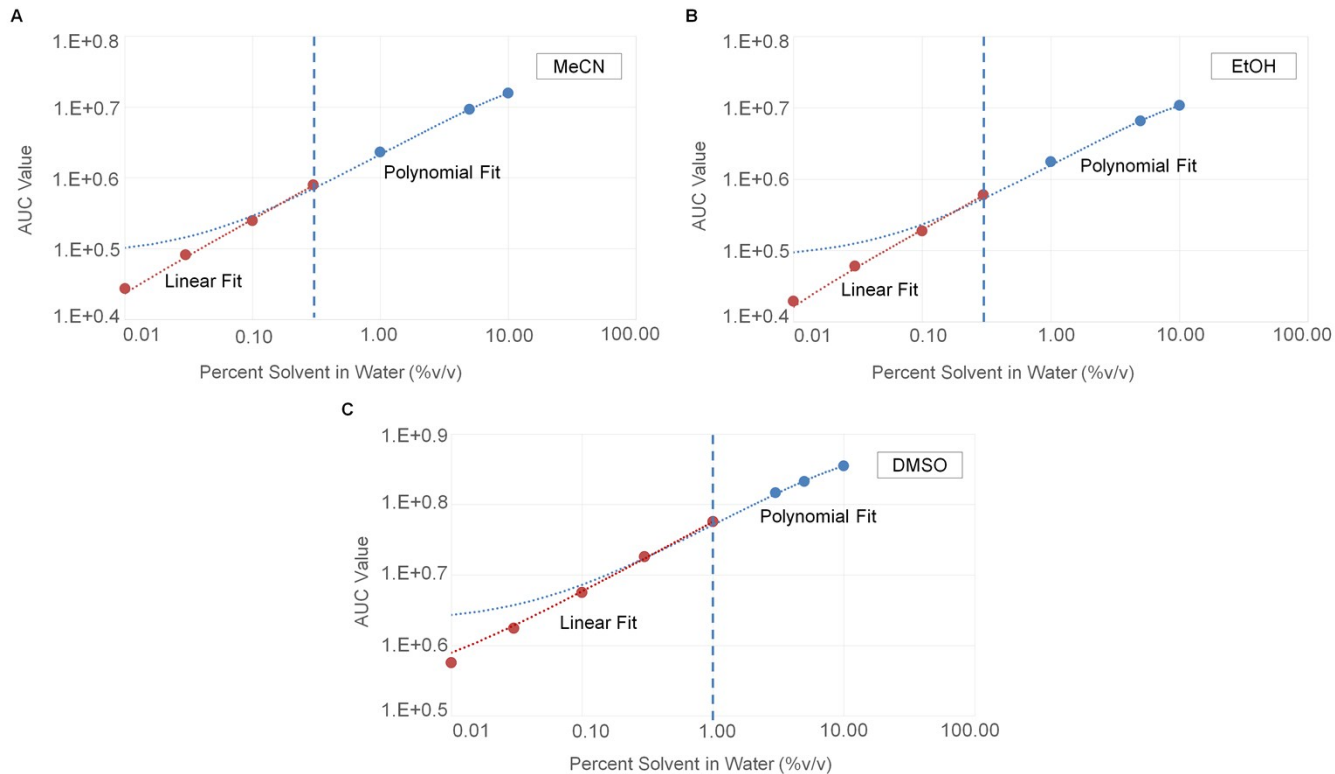 A
1.E+0.8
1.E+0.7
1.E+0.6
1.E+0.5
1.E+0.4
AUC Value
MeCN
Polynomial Fit
Linear Fit
0.01 0.10 1.00 10.00 100.00
Percent Solvent in Water (%v/v)
B
1.E+0.8
1.E+0.7
1.E+0.6
1.E+0.5
1.E+0.4
AUC Value
EtOH
Polynomial Fit
Linear Fit
0.01 0.10 1.00 10.00 100.00
Percent Solvent in Water (%v/v)
C
1.E+0.9
1.E+0.8
1.E+0.7
1.E+0.6
1.E+0.5
AUC Value
DMSO
Polynomial Fit
Linear Fit
0.01 0.10 1.00 10.00 100.00
Percent Solvent in Water (%v/v)